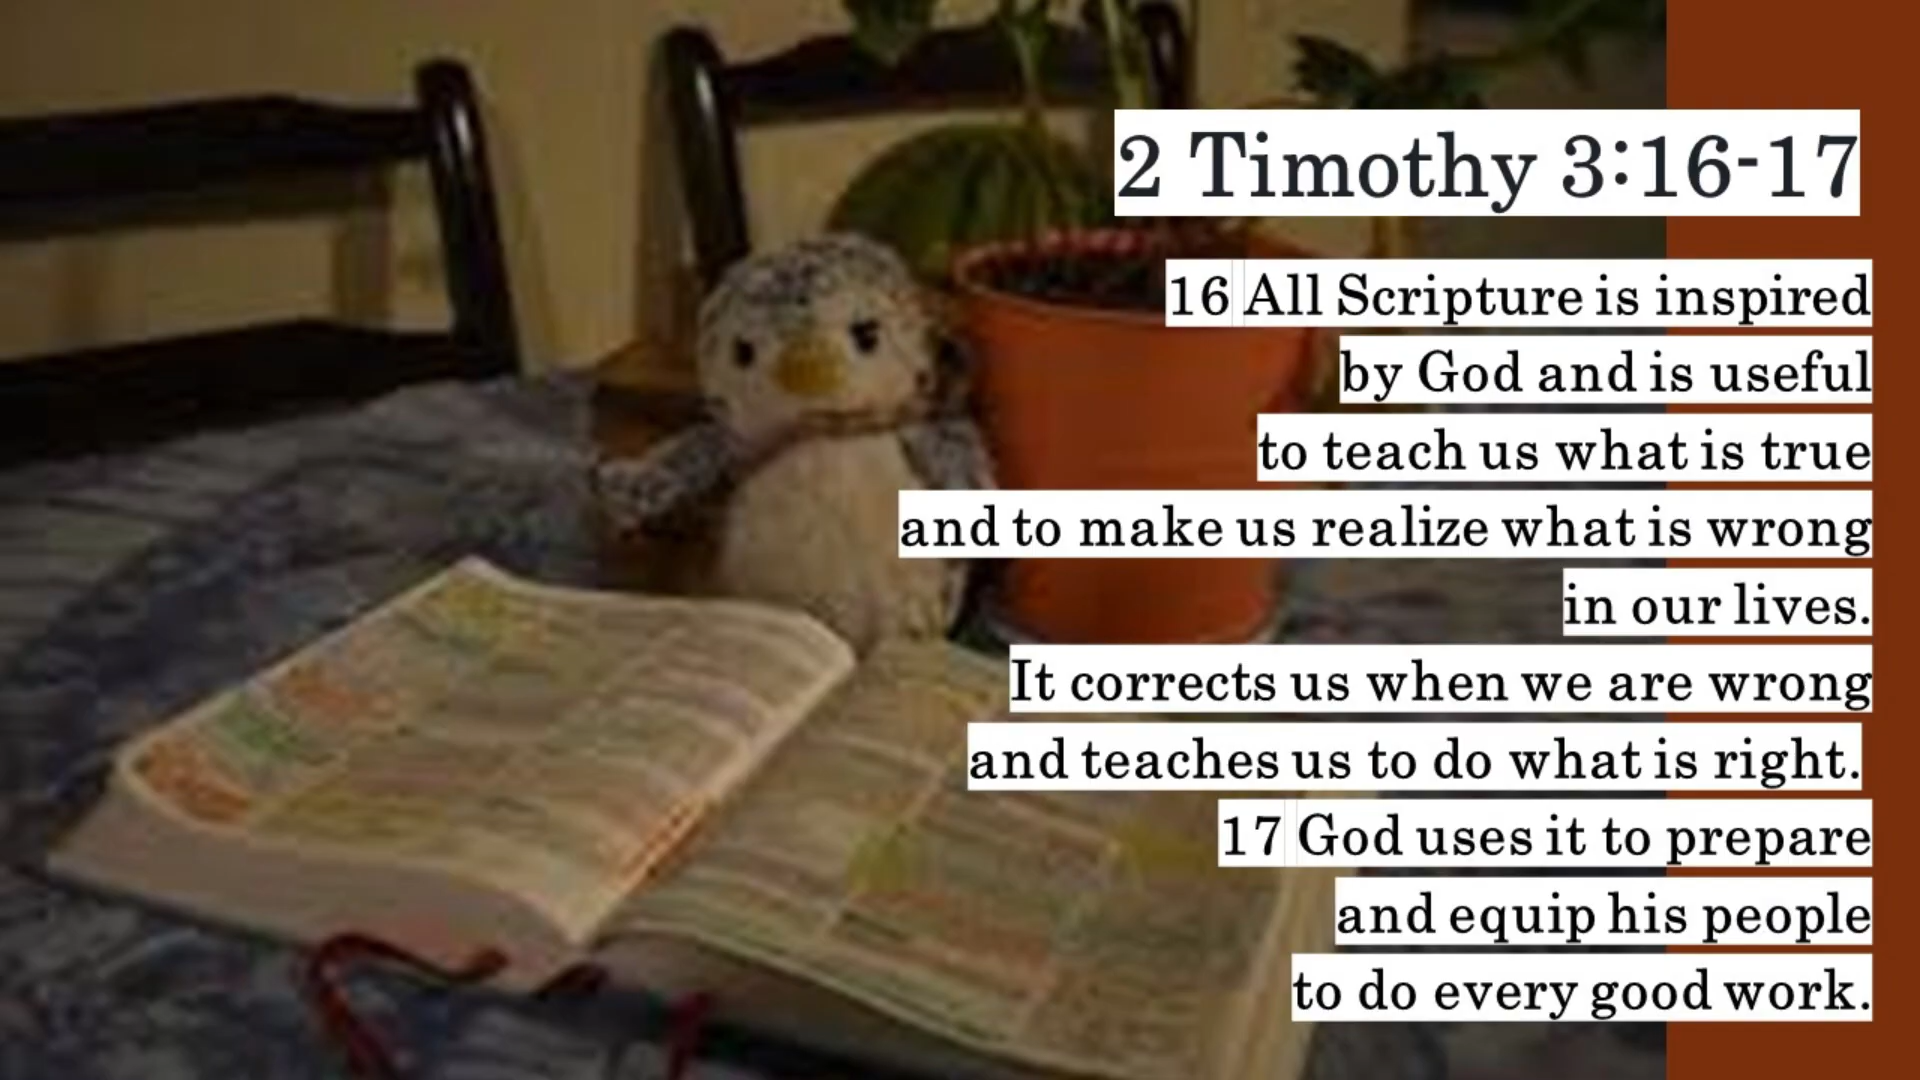 2 Timothy 3:16-17
16 All Scripture is inspired
by God and is useful
to teach us what is true
and to make us realize what is wrong
in our lives.
It corrects us when we are wrong
and teaches us to do what is right.
17 God uses it to prepare
and equip his people
to do every good work.